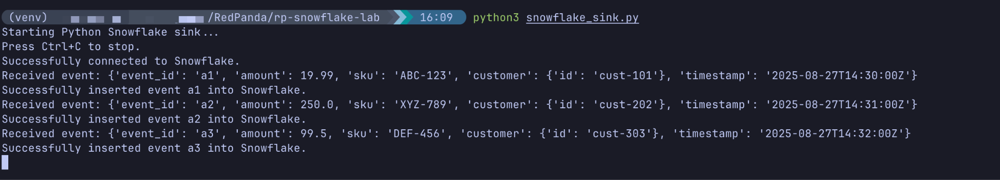 (venv) /RedPanda/rp-snowflake-lab 16:09 python3 snowflake_sink.py
Starting Python Snowflake sink...
Press Ctrl+C to stop.
Successfully connected to Snowflake.
Received event: {'event_id': 'a1', 'amount': 19.99, 'sku': 'ABC-123', 'customer': {'id': 'cust-101'}, 'timestamp': '2025-08-27T14:30:00Z'}
Successfully inserted event a1 into Snowflake.
Received event: {'event_id': 'a2', 'amount': 250.0, 'sku': 'XYZ-789', 'customer': {'id': 'cust-202'}, 'timestamp': '2025-08-27T14:31:00Z'}
Successfully inserted event a2 into Snowflake.
Received event: {'event_id': 'a3', 'amount': 99.5, 'sku': 'DEF-456', 'customer': {'id': 'cust-303'}, 'timestamp': '2025-08-27T14:32:00Z'}
Successfully inserted event a3 into Snowflake.